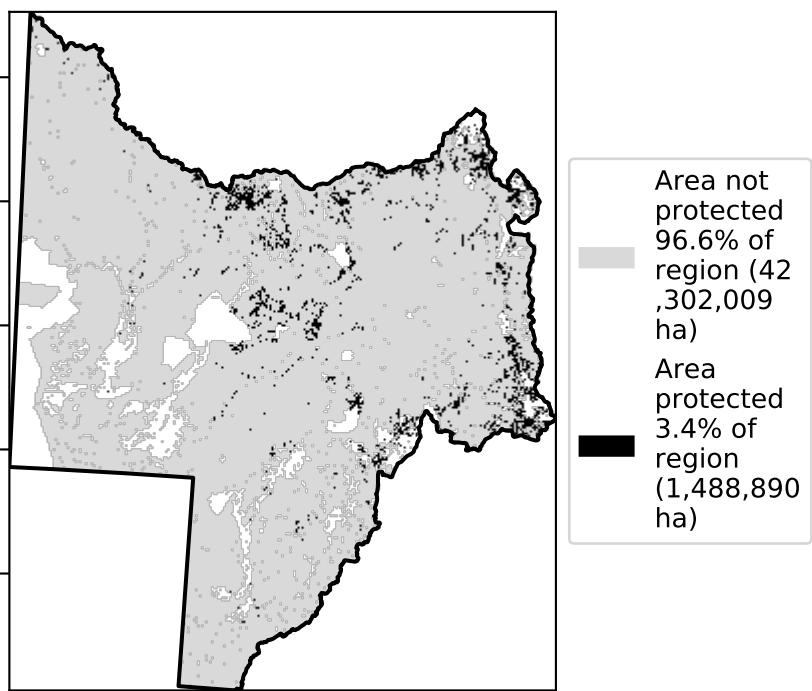 Area not
protected
96.6% of
region (42
,302,009
ha)
Area
protected
3.4% of
region
(1,488,890
ha)